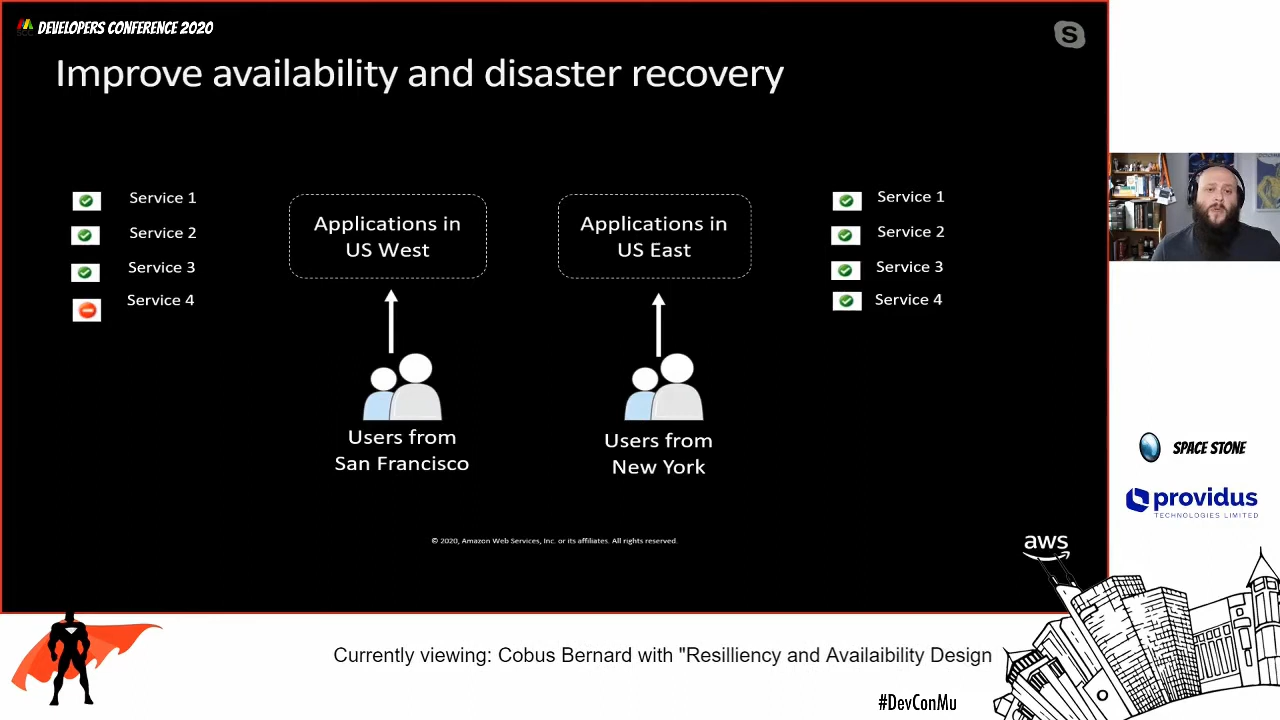 DEVELOPERS CONFERENCE 2020
S
Improve availability and disaster recovery
Service 1
Service 2
Service 3
Service 4
Applications in
US West
Applications in
US East
Service 1
Service 2
Service 3
Service 4
Users from
San Francisco
Users from
New York
© 2020, Amazon Web Services, Inc. or its affiliates. All rights reserved.
aws
SPACE STONE
providus
TECHNOLOGIES LIMITED
Currently viewing: Cobus Bernard with "Resilliency and Availaibility Design
#DevConMu